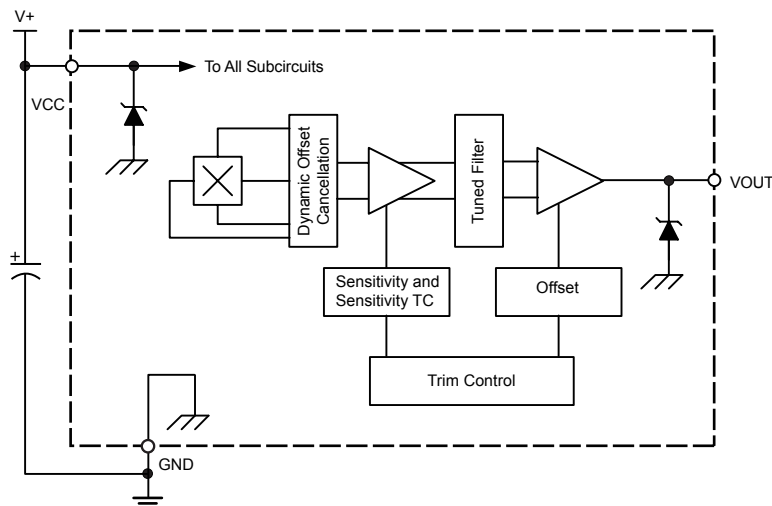 V+
To All Subcircuits
VCC
Dynamic Offset
Cancellation
Tuned Filter
VOUT
+
Sensitivity and
Sensitivity TC
Offset
Trim Control
GND